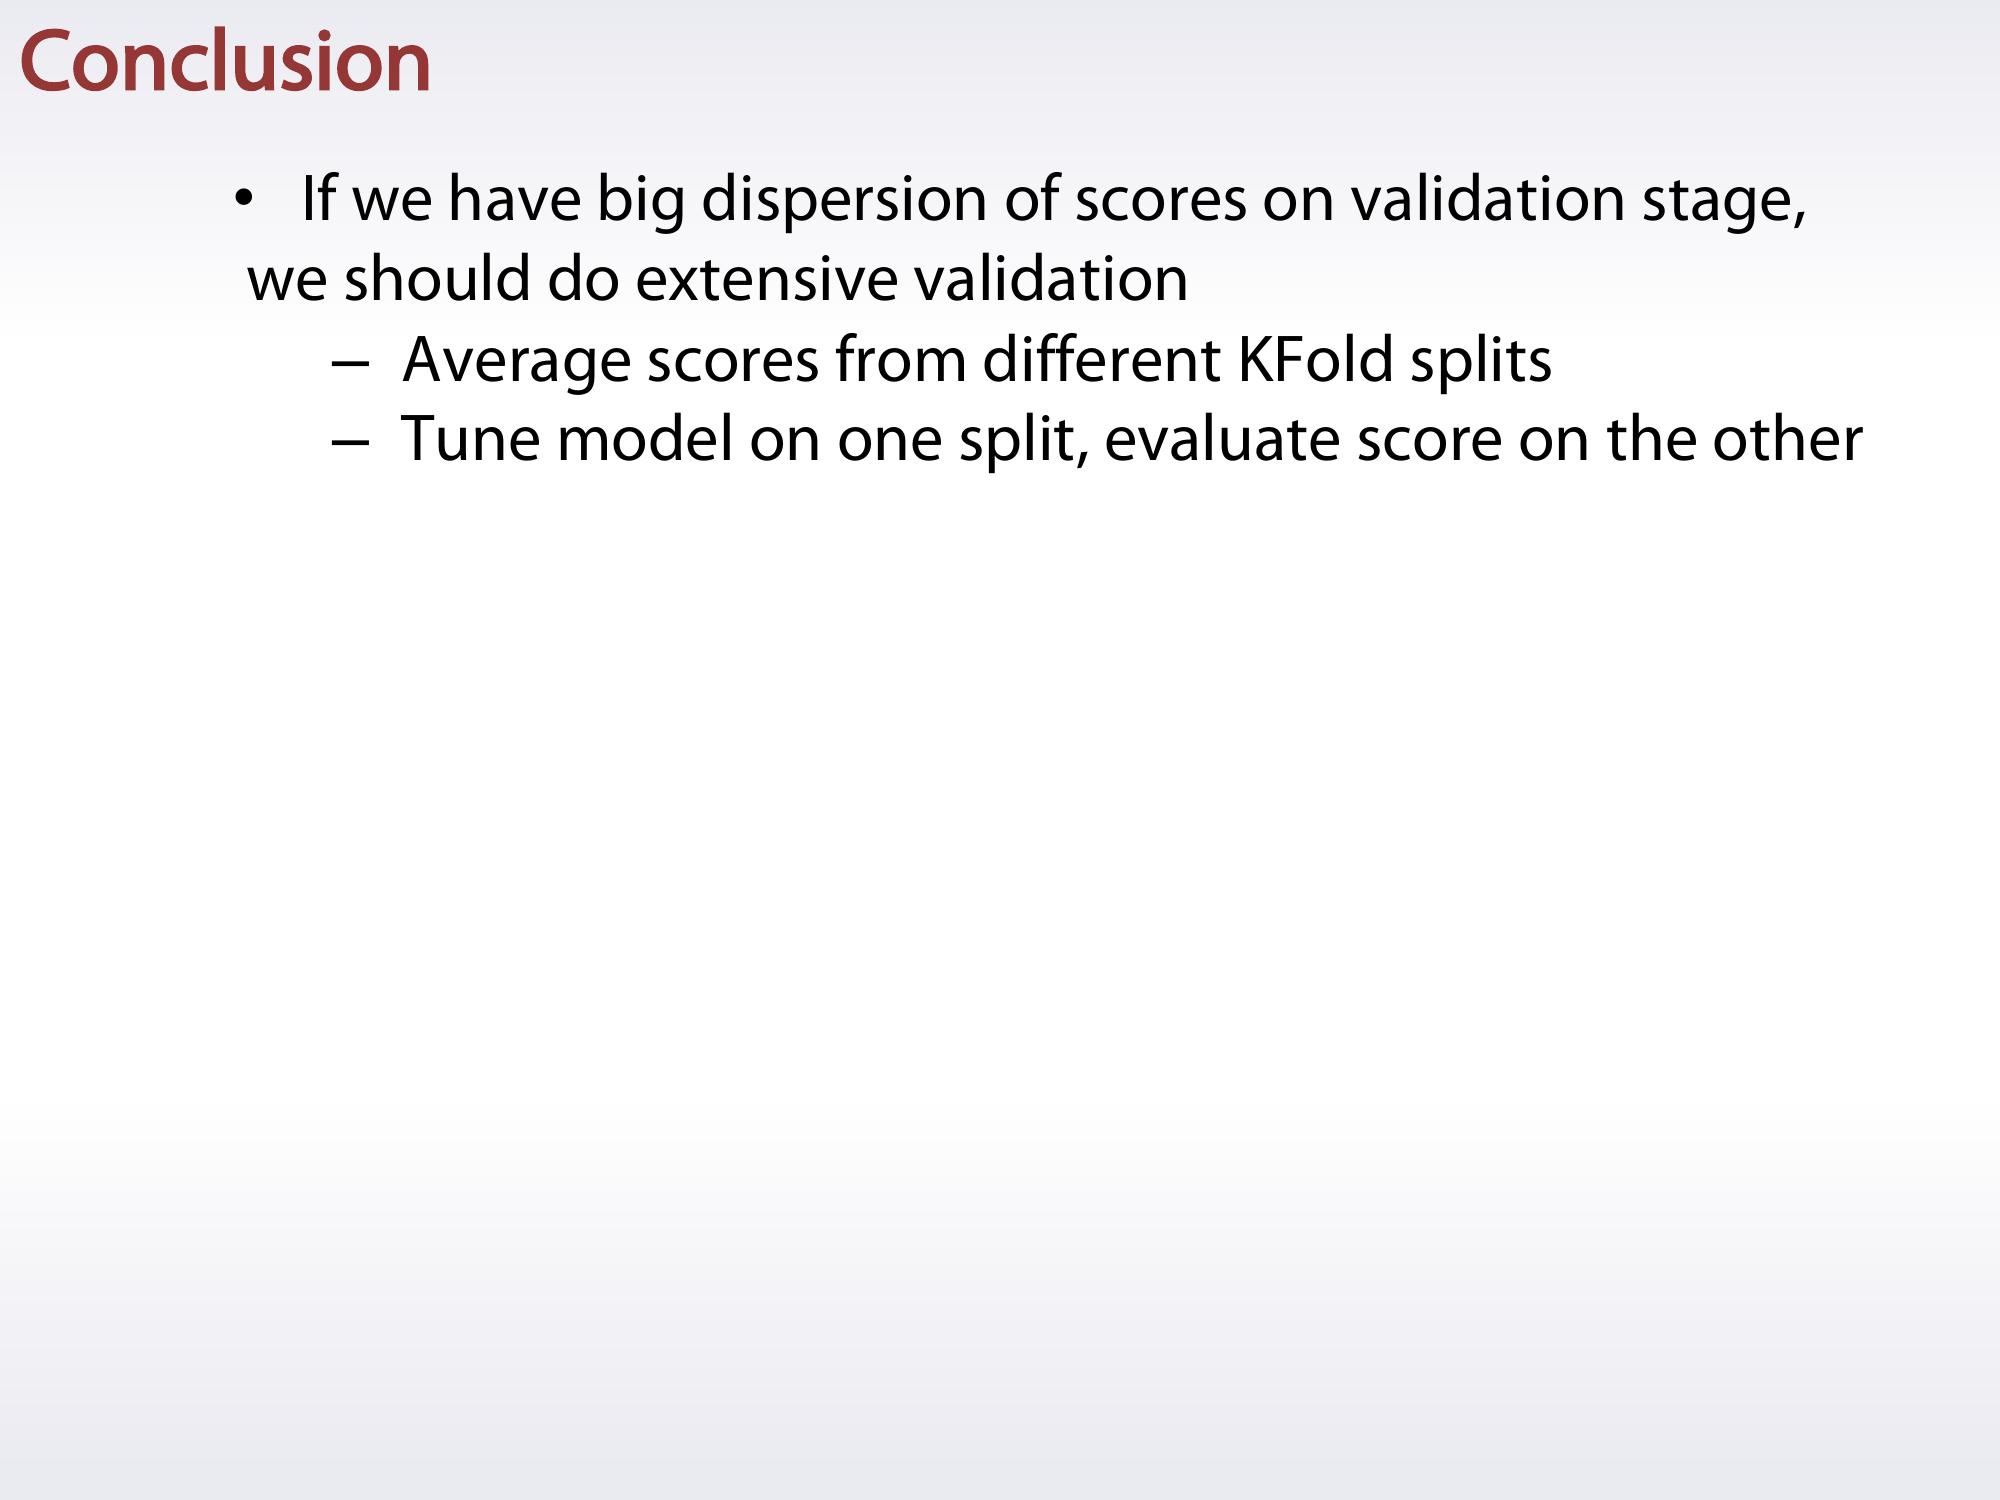 Conclusion
• If we have big dispersion of scores on validation stage,
we should do extensive validation
– Average scores from different KFold splits
– Tune model on one split, evaluate score on the other